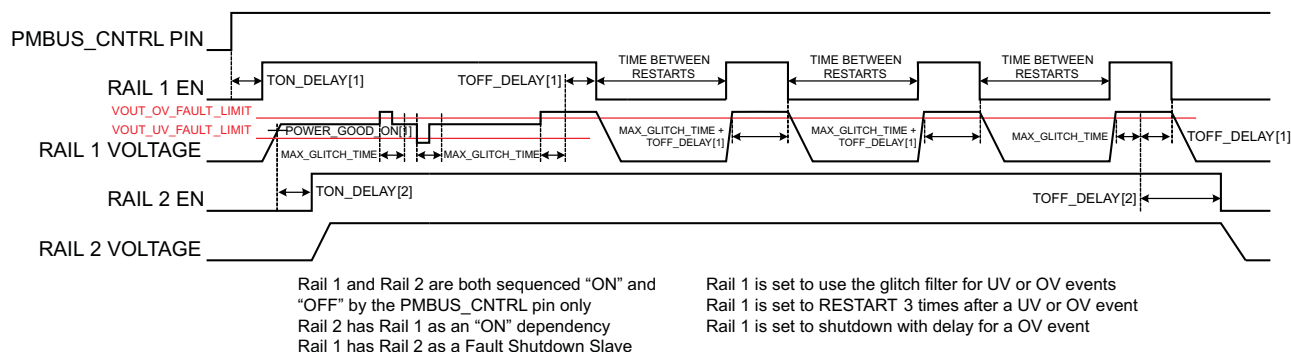 PMBUS_CNTRL PIN
RAIL 1 EN
TON_DELAY[1]
TOFF_DELAY[1]
TIME BETWEEN
RESTARTS
TIME BETWEEN
RESTARTS
TIME BETWEEN
RESTARTS
VOUT_OV_FAULT_LIMIT
VOUT_UV_FAULT_LIMIT
POWER_GOOD_ON[1]
RAIL 1 VOLTAGE
MAX_GLITCH_TIME
MAX_GLITCH_TIME
MAX_GLITCH_TIME +
TOFF_DELAY[1]
MAX_GLITCH_TIME +
TOFF_DELAY[1]
MAX_GLITCH_TIME
TOFF_DELAY[1]
RAIL 2 EN
TON_DELAY[2]
TOFF_DELAY[2]
RAIL 2 VOLTAGE
Rail 1 and Rail 2 are both sequenced “ON” and
“OFF” by the PMBUS_CNTRL pin only
Rail 2 has Rail 1 as an “ON” dependency
Rail 1 has Rail 2 as a Fault Shutdown Slave
Rail 1 is set to use the glitch filter for UV or OV events
Rail 1 is set to RESTART 3 times after a UV or OV event
Rail 1 is set to shutdown with delay for a OV event